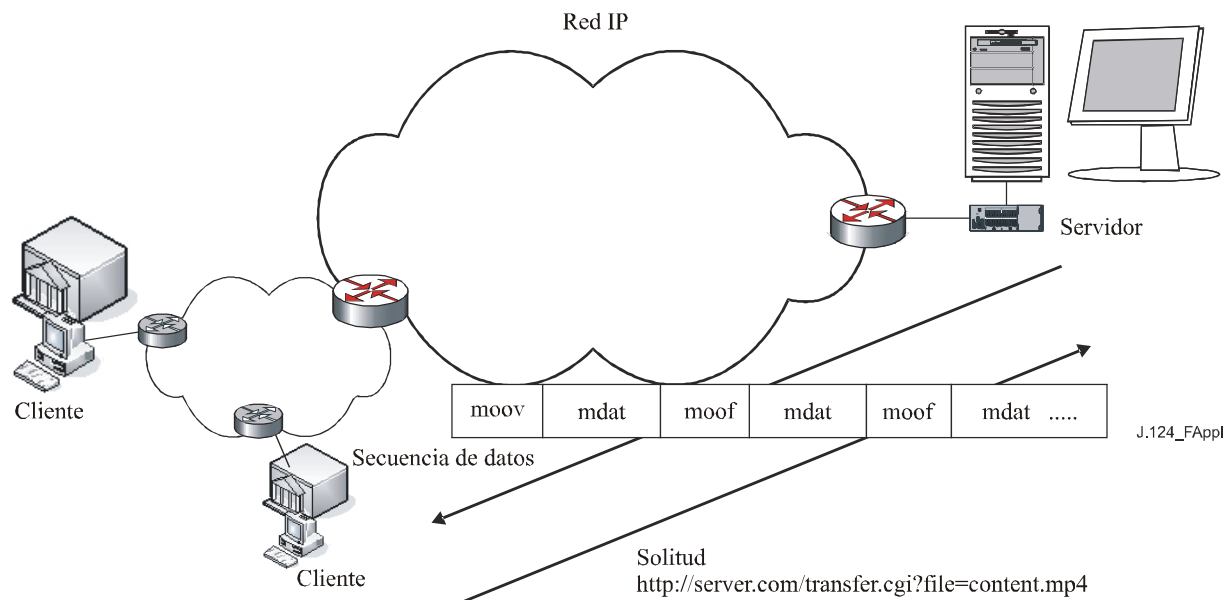 Red IP
Servidor
Cliente
moov mdat moof mdat moof mdat .....
J.124_FAppI
Secuencia de datos
Cliente
Solitud
http://server.com/transfer.cgi?file=content.mp4